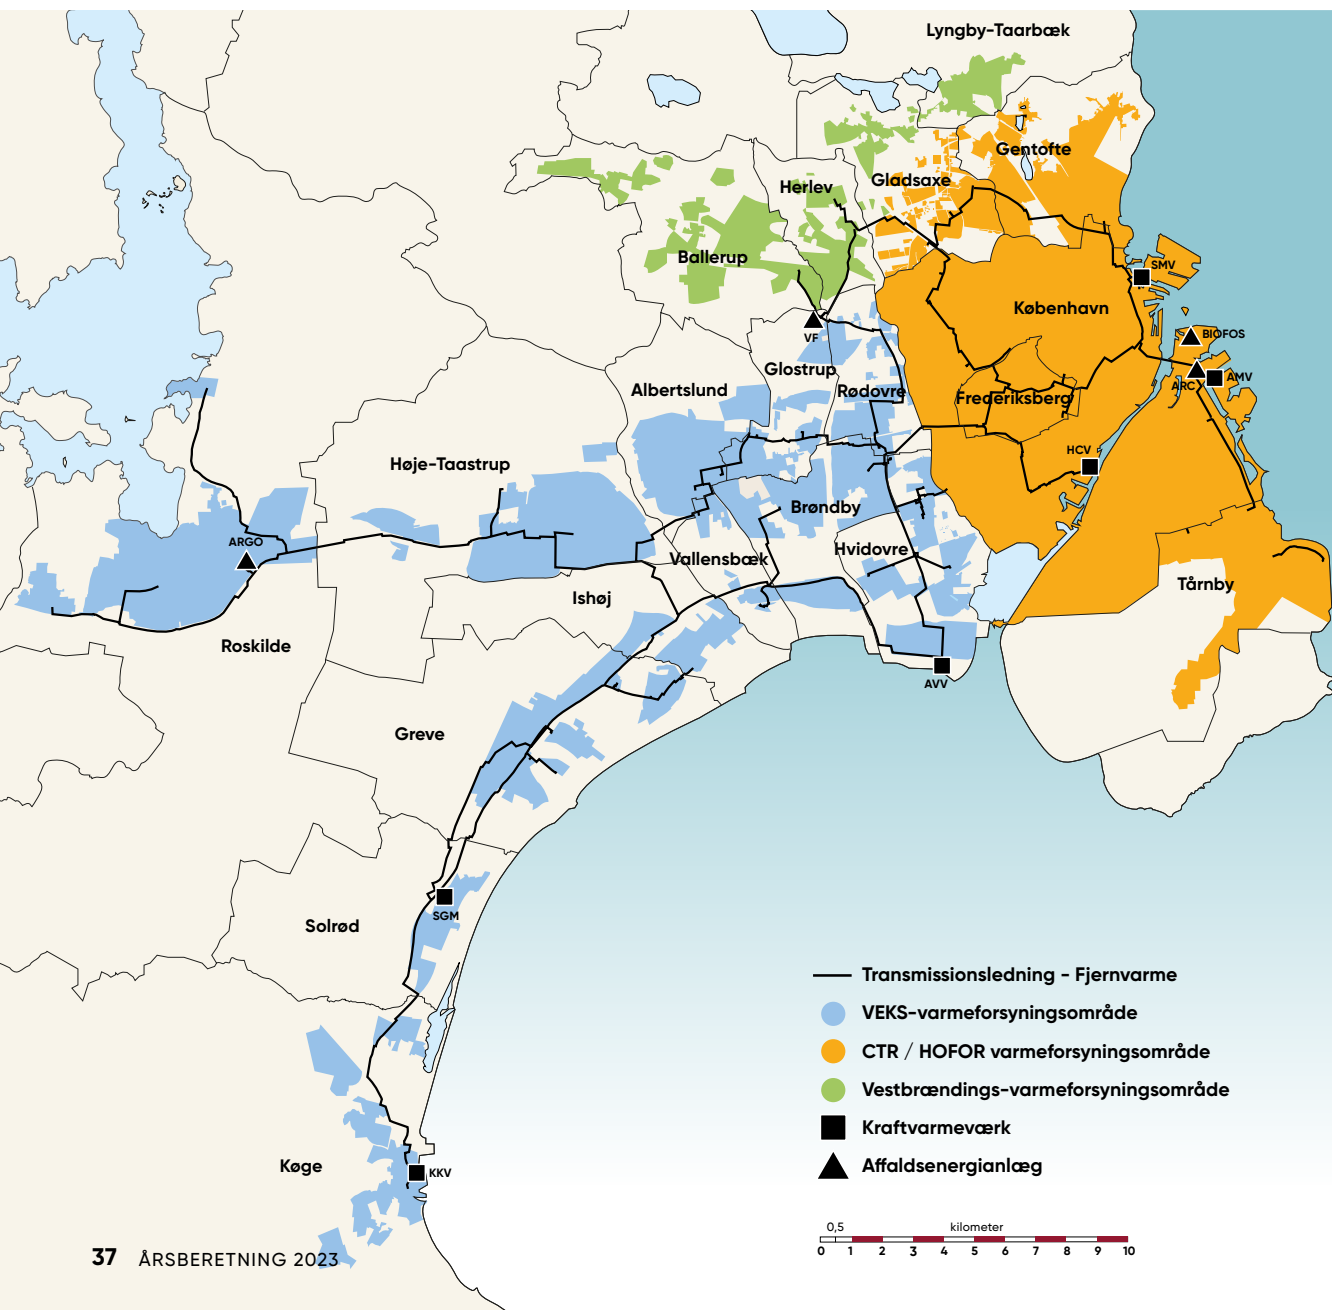 Lyngby-Taarbæk
Gentofte
Gladsaxe
Herlev
Ballerup
SMV
København
BIOFOS
VF
Glostrup
ARC
AMV
Albertslund
Rødovre
Frederiksberg
HCV
Høje-Taastrup
Brøndby
ARGO
Vallensbæk
Hvidovre
Tårnby
Ishøj
Roskilde
AVV
Greve
SGM
Solrød
Transmissionsledning - Fjernvarme
VEKS-varmeforsyningsområde
CTR / HOFOR varmeforsyningsområde
Vestbrændings-varmeforsyningsområde
Kraftvarmeværk
Affaldsenergianlæg
Køge
KKV
0,5 kilometer
0 1 2 3 4 5 6 7 8 9 10
37 ÅRSBERETNING 2023